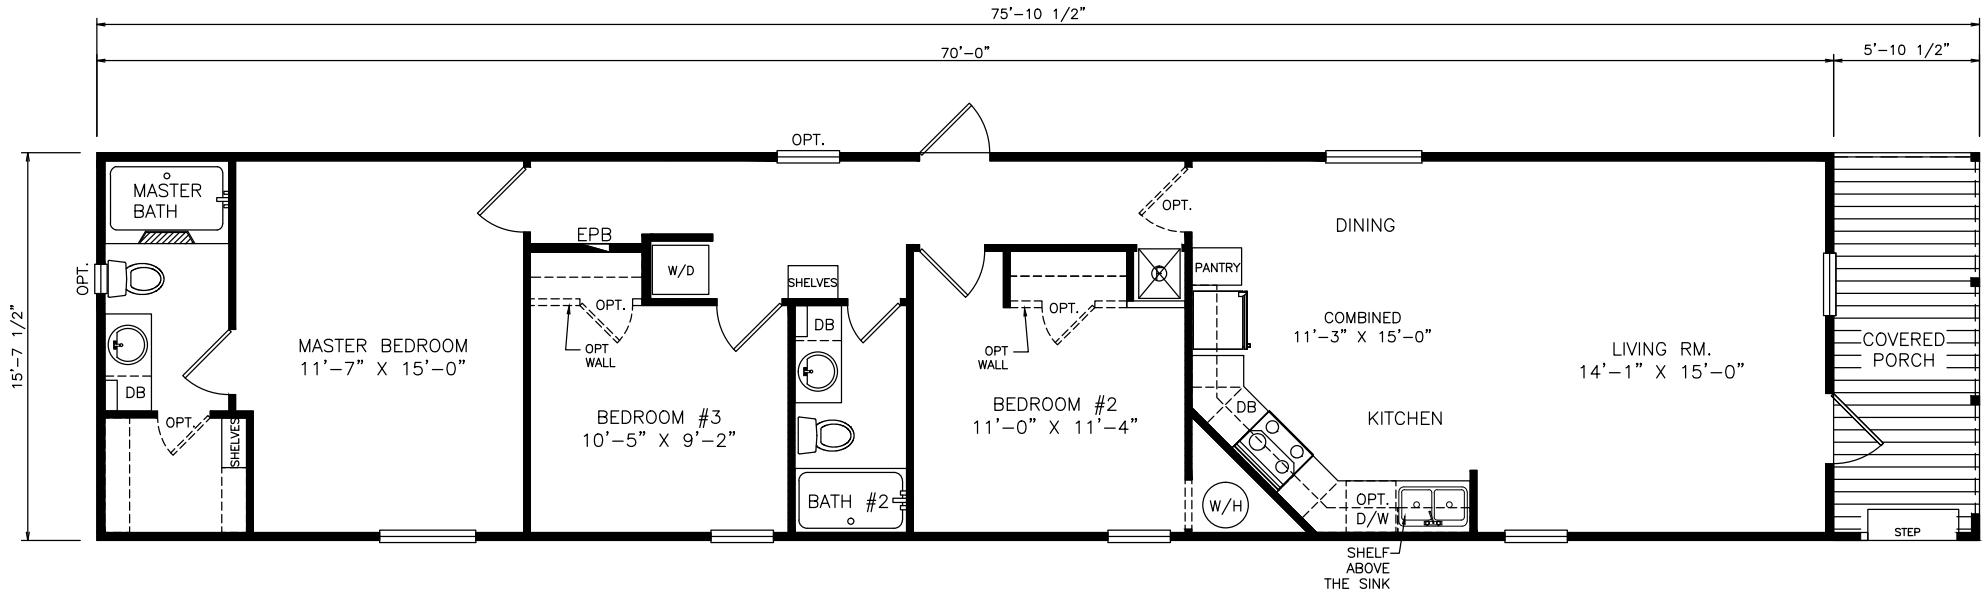 75'-10 1/2"
70'-0"
5'-10 1/2"
15'-7 1/2"
OPT.
MASTER
BATH
OPT.
DB
OPT.
SHELVES
MASTER BEDROOM
11'-7" X 15'-0"
EPB
W/D
OPT.
OPT
WALL
BEDROOM #3
10'-5" X 9'-2"
SHELVES
DB
BATH #2
OPT.
OPT
WALL
BEDROOM #2
11'-0" X 11'-4"
OPT.
PANTRY
DINING
COMBINED
11'-3" X 15'-0"
KITCHEN
DB
W/H
OPT.
D/W
SHELF
ABOVE
THE SINK
LIVING RM.
14'-1" X 15'-0"
COVERED
PORCH
STEP